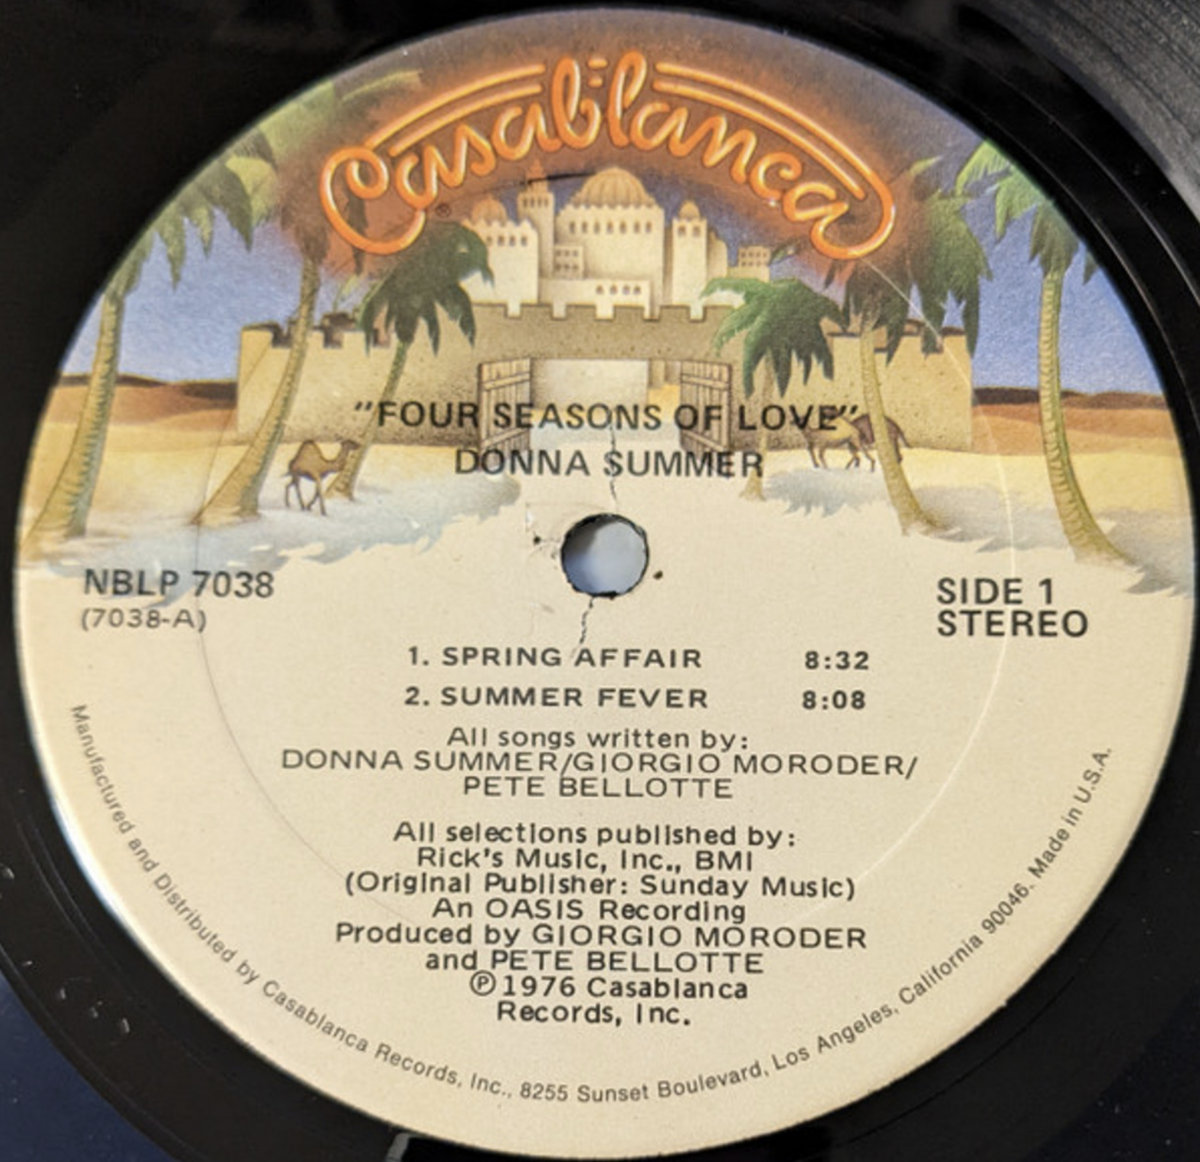 Casablanca
®
"FOUR SEASONS OF LOVE"
DONNA SUMMER
NBLP 7038
(7038-A)
SIDE 1
STEREO
1. SPRING AFFAIR 8:32
2. SUMMER FEVER 8:08
All songs written by:
DONNA SUMMER/GIORGIO MORODER/
PETE BELLOTTE
All selections published by:
Rick's Music, Inc., BMI
(Original Publisher: Sunday Music)
An OASIS Recording
Produced by GIORGIO MORODER
and PETE BELLOTTE
℗ 1976 Casablanca
Records, Inc.
Manufactured and Distributed by Casablanca Records, Inc., 8255 Sunset Boulevard, Los Angeles, California 90046. Made in U.S.A.